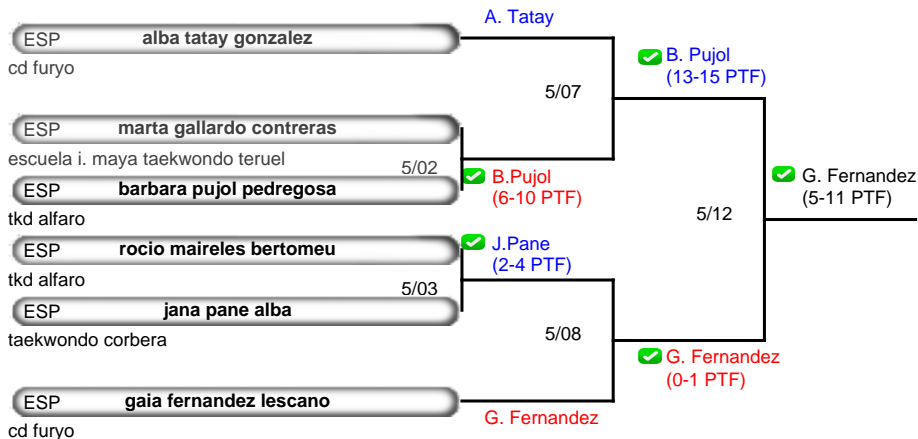 A. Tatay
ESP alba tatay gonzalez
cd furyo
B. Pujol
(13-15 PTF)
5/07
ESP marta gallardo contreras
escuela i. maya taekwondo teruel
5/02
ESP barbara pujol pedregosa
tkd alfaro
B.Pujol
(6-10 PTF)
G. Fernandez
(5-11 PTF)
5/12
ESP rocio maireles bertomeu
tkd alfaro
J.Pane
(2-4 PTF)
5/03
ESP jana pane alba
taekwondo corbera
5/08
G. Fernandez
(0-1 PTF)
ESP gaia fernandez lescano
cd furyo
G. Fernandez